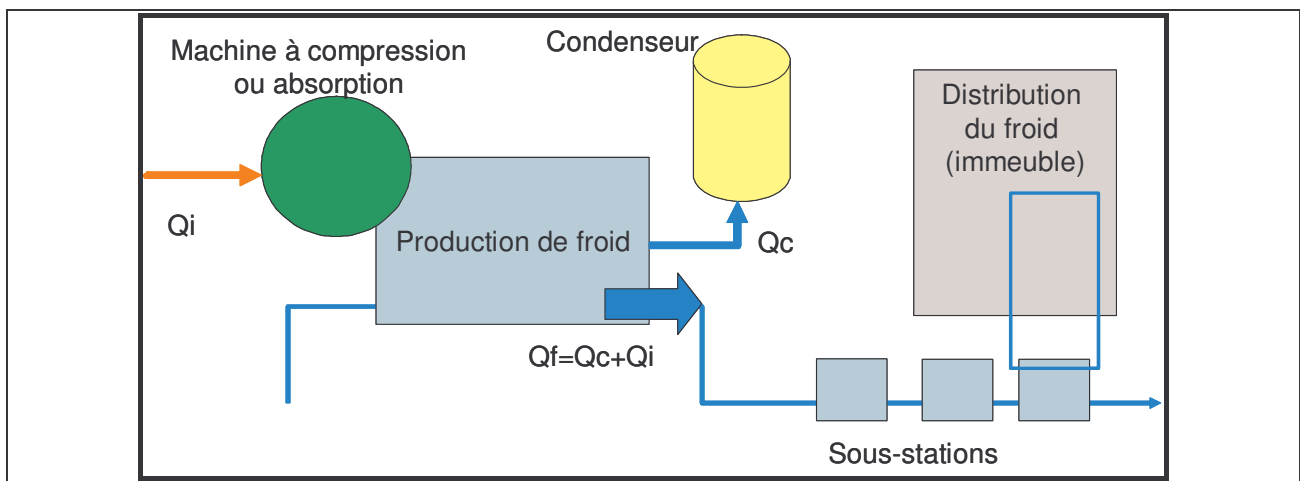 Machine à compression
ou absorption
Condenseur
Distribution
du froid
(immeuble)
Qi
Production de froid
Qc
Qf=Qc+Qi
Sous-stations